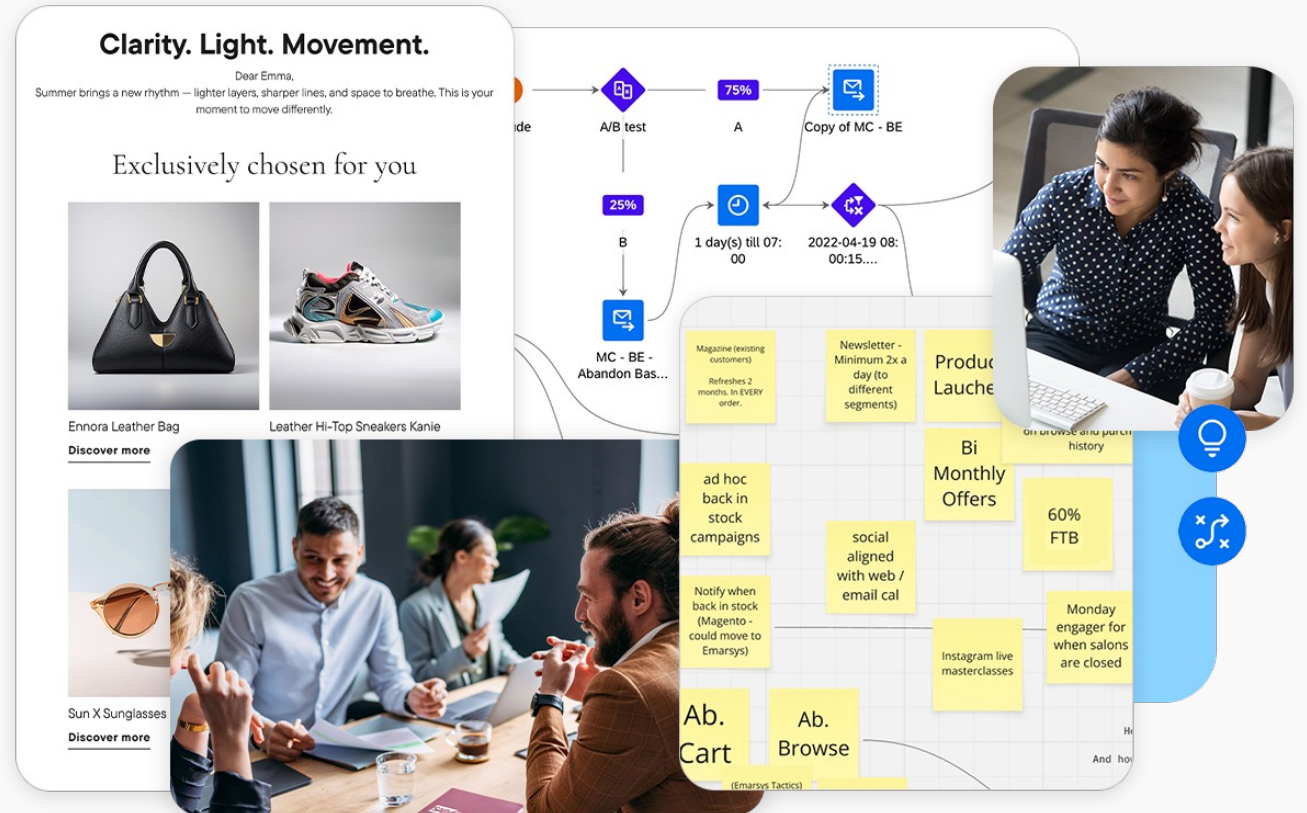 Clarity. Light. Movement.
Dear Emma,
Summer brings a new rhythm — lighter layers, sharper lines, and space to breathe. This is your
moment to move differently.
Exclusively chosen for you
Ennora Leather Bag
Discover more
Leather Hi-Top Sneakers Kanie
Sun X Sunglasses
Discover more
A/B test
75%
A
Copy of MC - BE
25%
B
1 day(s) till 07:
00
2022-04-19 08:
00:15....
MC - BE -
Abandon Bas...
Magazine (existing
customers)
Refreshes 2
months. In EVERY
order.
Newsletter -
Minimum 2x a
day (to
different
segments)
Produc
Lauche
on browse and purch
history
Bi
Monthly
Offers
60%
FTB
ad hoc
back in
stock
campaigns
social
aligned
with web /
email cal
Notify when
back in stock
(Magento -
could move to
Emarsys)
Instagram live
masterclasses
Monday
engager for
when salons
are closed
Ab.
Cart
Ab.
Browse
(Emarsys Tactics)
And